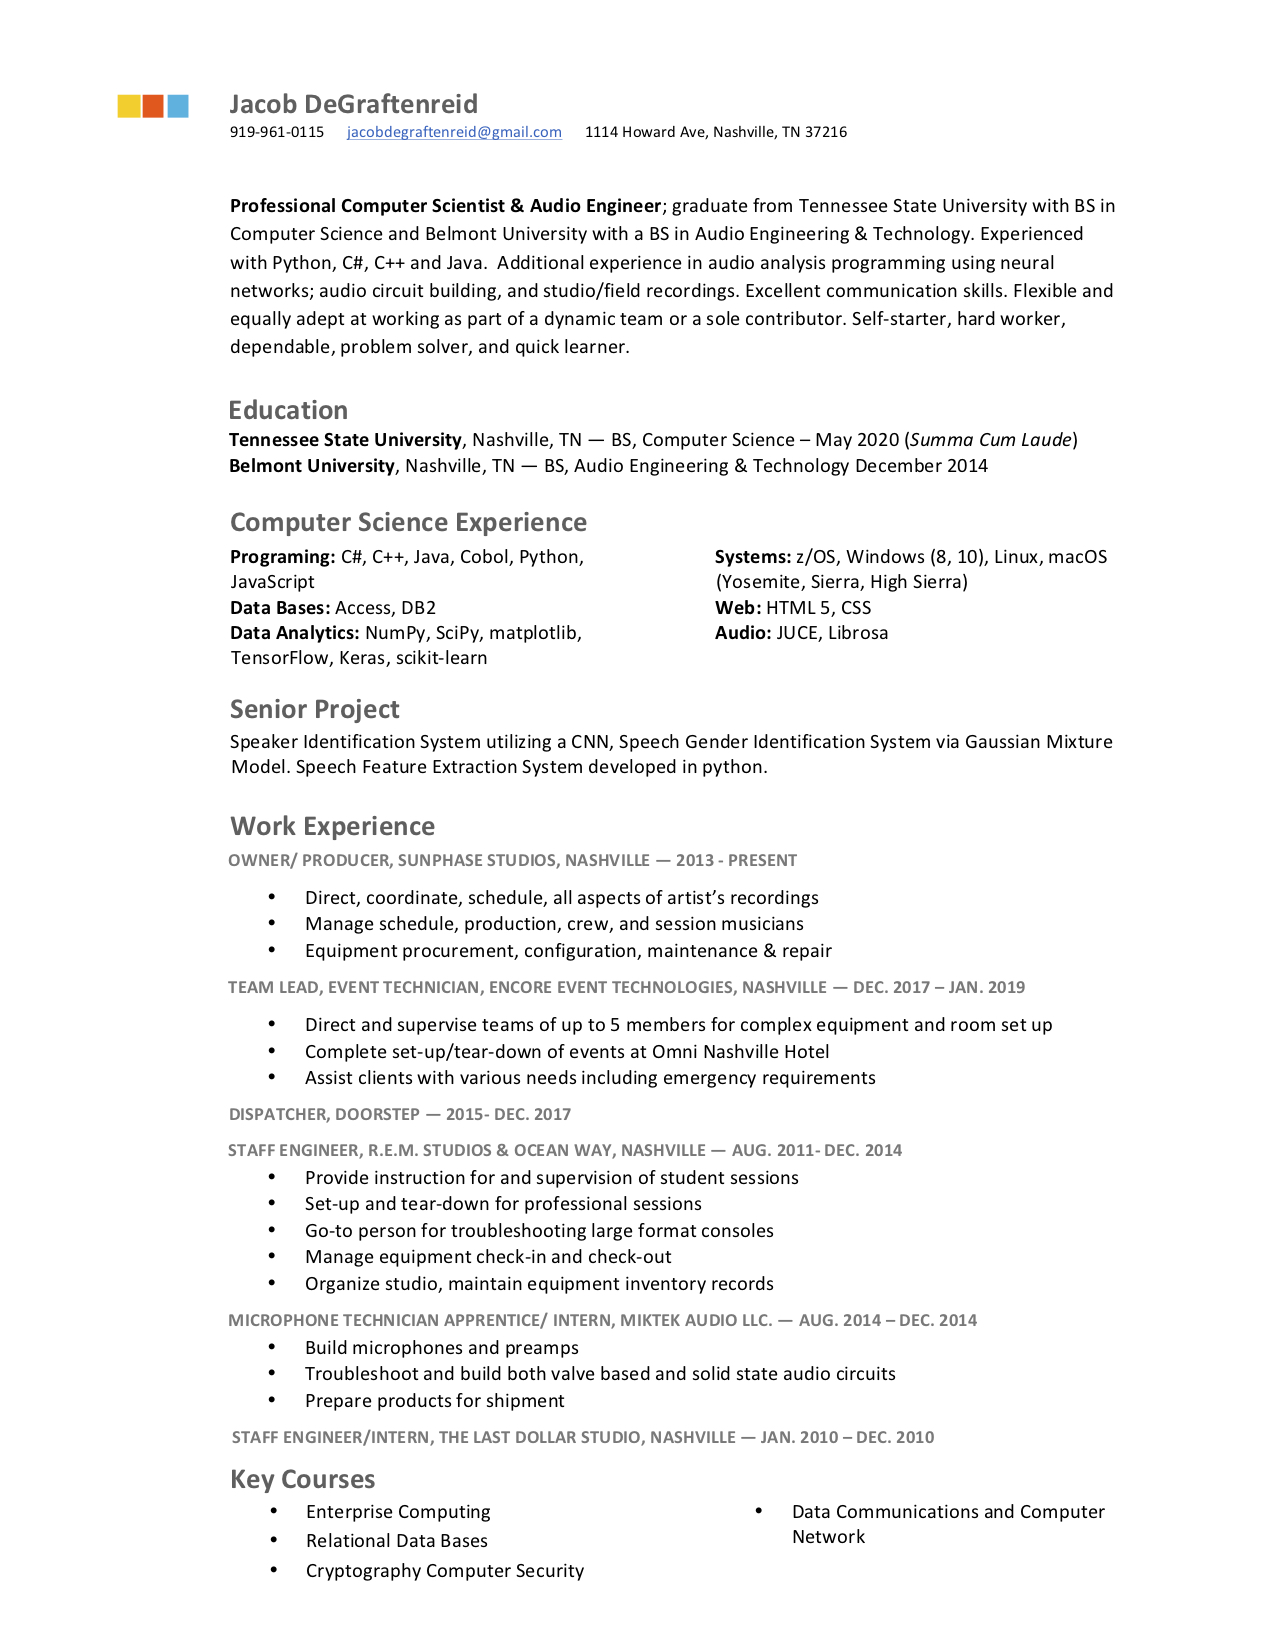 Jacob DeGraftenreid
919-961-0115 jacobdegraftenreid@gmail.com 1114 Howard Ave, Nashville, TN 37216
Professional Computer Scientist & Audio Engineer; graduate from Tennessee State University with BS in
Computer Science and Belmont University with a BS in Audio Engineering & Technology. Experienced
with Python, C#, C++ and Java. Additional experience in audio analysis programming using neural
networks; audio circuit building, and studio/field recordings. Excellent communication skills. Flexible and
equally adept at working as part of a dynamic team or a sole contributor. Self-starter, hard worker,
dependable, problem solver, and quick learner.
Education
Tennessee State University, Nashville, TN — BS, Computer Science – May 2020 (Summa Cum Laude)
Belmont University, Nashville, TN — BS, Audio Engineering & Technology December 2014
Computer Science Experience
Programing: C#, C++, Java, Cobol, Python,
JavaScript
Data Bases: Access, DB2
Data Analytics: NumPy, SciPy, matplotlib,
TensorFlow, Keras, scikit-learn
Systems: z/OS, Windows (8, 10), Linux, macOS
(Yosemite, Sierra, High Sierra)
Web: HTML 5, CSS
Audio: JUCE, Librosa
Senior Project
Speaker Identification System utilizing a CNN, Speech Gender Identification System via Gaussian Mixture
Model. Speech Feature Extraction System developed in python.
Work Experience
OWNER/ PRODUCER, SUNPHASE STUDIOS, NASHVILLE — 2013 - PRESENT
• Direct, coordinate, schedule, all aspects of artist’s recordings
• Manage schedule, production, crew, and session musicians
• Equipment procurement, configuration, maintenance & repair
TEAM LEAD, EVENT TECHNICIAN, ENCORE EVENT TECHNOLOGIES, NASHVILLE — DEC. 2017 – JAN. 2019
• Direct and supervise teams of up to 5 members for complex equipment and room set up
• Complete set-up/tear-down of events at Omni Nashville Hotel
• Assist clients with various needs including emergency requirements
DISPATCHER, DOORSTEP — 2015- DEC. 2017
STAFF ENGINEER, R.E.M. STUDIOS & OCEAN WAY, NASHVILLE — AUG. 2011- DEC. 2014
• Provide instruction for and supervision of student sessions
• Set-up and tear-down for professional sessions
• Go-to person for troubleshooting large format consoles
• Manage equipment check-in and check-out
• Organize studio, maintain equipment inventory records
MICROPHONE TECHNICIAN APPRENTICE/ INTERN, MIKTEK AUDIO LLC. — AUG. 2014 – DEC. 2014
• Build microphones and preamps
• Troubleshoot and build both valve based and solid state audio circuits
• Prepare products for shipment
STAFF ENGINEER/INTERN, THE LAST DOLLAR STUDIO, NASHVILLE — JAN. 2010 – DEC. 2010
Key Courses
• Enterprise Computing
• Relational Data Bases
• Cryptography Computer Security
• Data Communications and Computer
Network